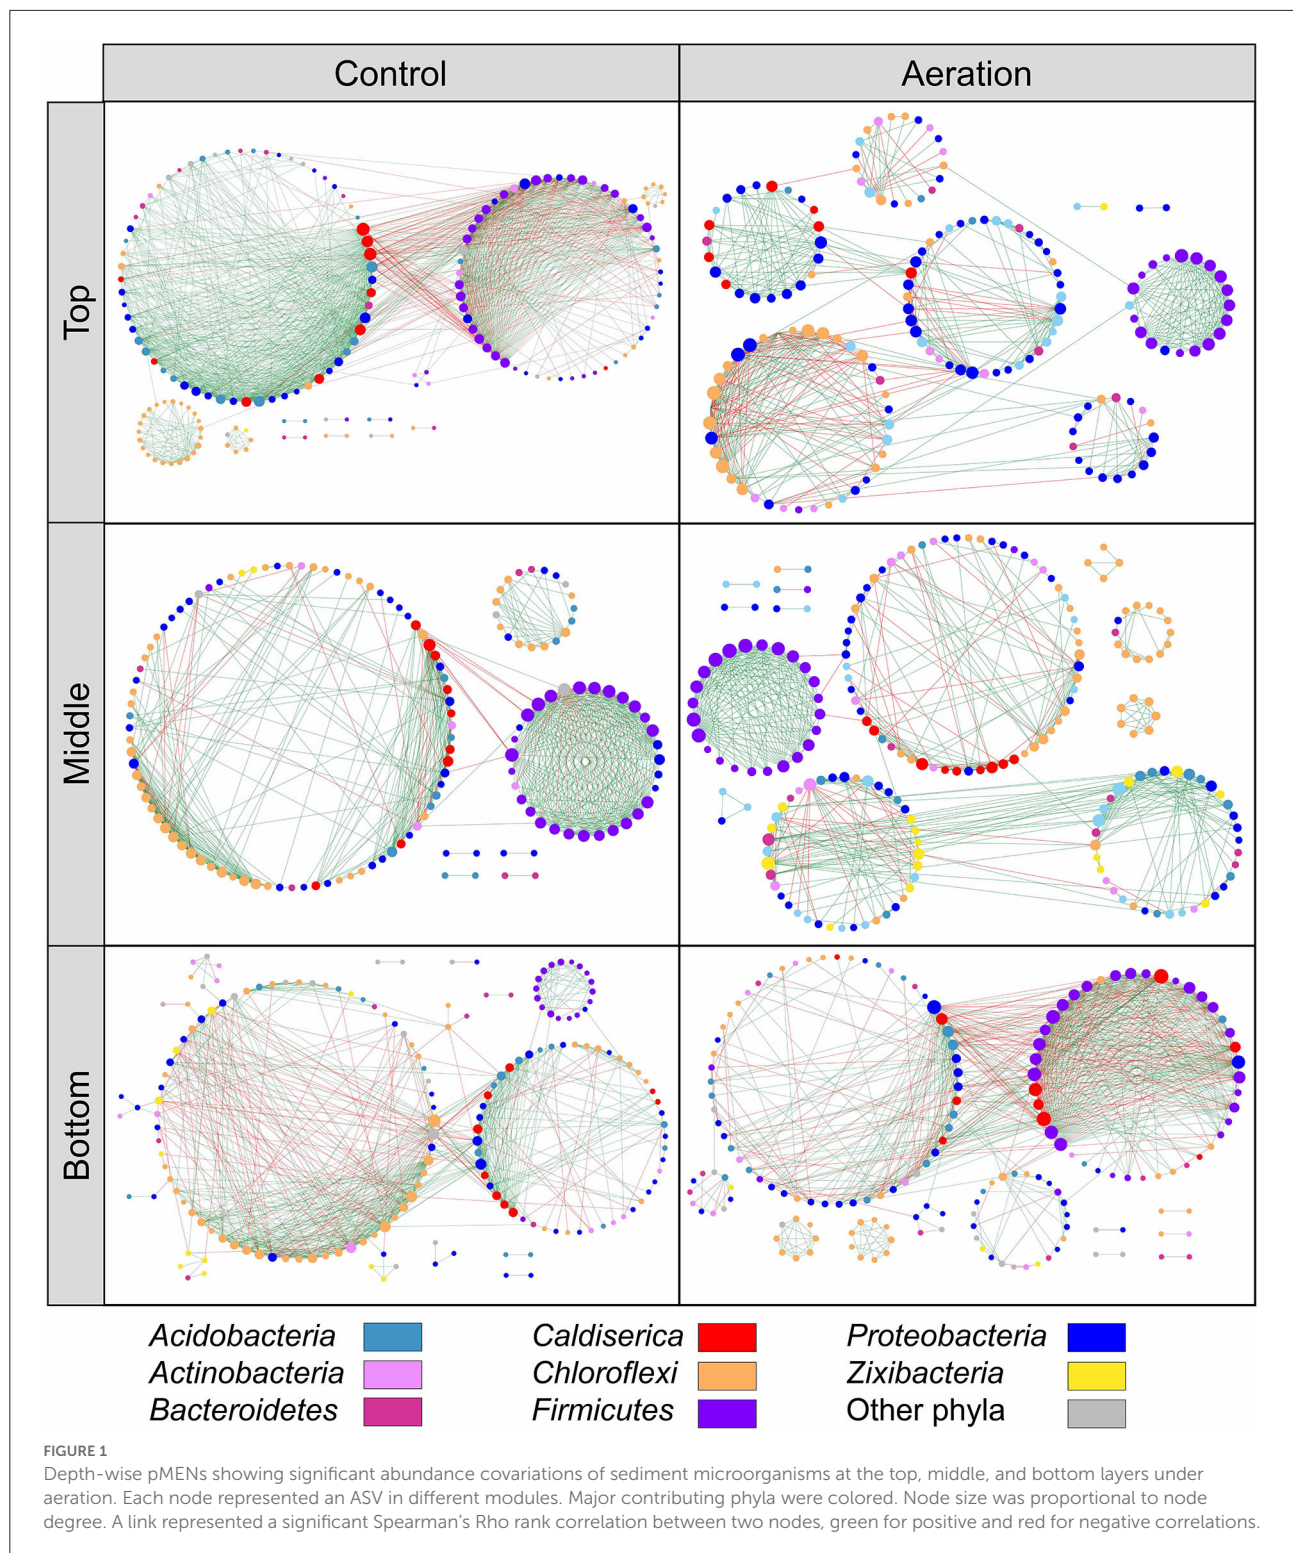 Control
Aeration
Top
Middle
Bottom
Acidobacteria
Caldiserica
Proteobacteria
Actinobacteria
Chloroflexi
Zixibacteria
Bacteroidetes
Firmicutes
Other phyla
FIGURE 1
Depth-wise pMENs showing significant abundance covariations of sediment microorganisms at the top, middle, and bottom layers under
aeration. Each node represented an ASV in different modules. Major contributing phyla were colored. Node size was proportional to node
degree. A link represented a significant Spearman's Rho rank correlation between two nodes, green for positive and red for negative correlations.